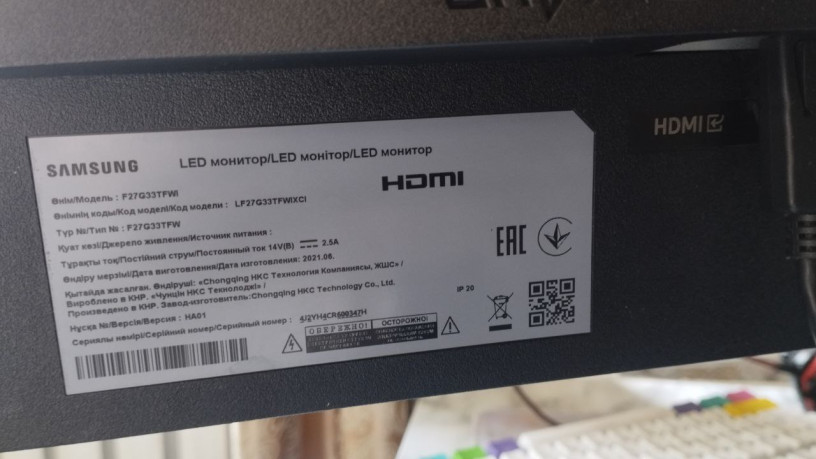 SAMSUNG
LED монитор/LED монітор/LED монитор
HDMI
HDMI
Өнім/Модель : F27G33TFWI
Өнімнің коды/Код моделі/Код модели : LF27G33TFWIXCI
Түр №/Тип № : F27G33TFW
Қуат көзі/Джерело живлення/Источник питания :
Тұрақты ток/Постійний струм/Постоянный ток 14V(В) 2.5A
Өндіру мерзімі/Дата виготовлення/Дата изготовления: 2021.06.
Қытайда жасалған. Өндіруші: «Chongqing HKC Технология Компаниясы, ЖШС» /
Вироблено в КНР. «Чунцін HKC Текнолоджі» /
Произведено в КНР. Завод-изготовитель:Chongqing HKC Technology Co., Ltd.
Нұсқа №/Версія/Версия : HA01
Сериялы нөмірі/Серійний номер/Серийный номер :
EAC
IP 20
ОБЕРЕЖНО! ОСТОРОЖНО!